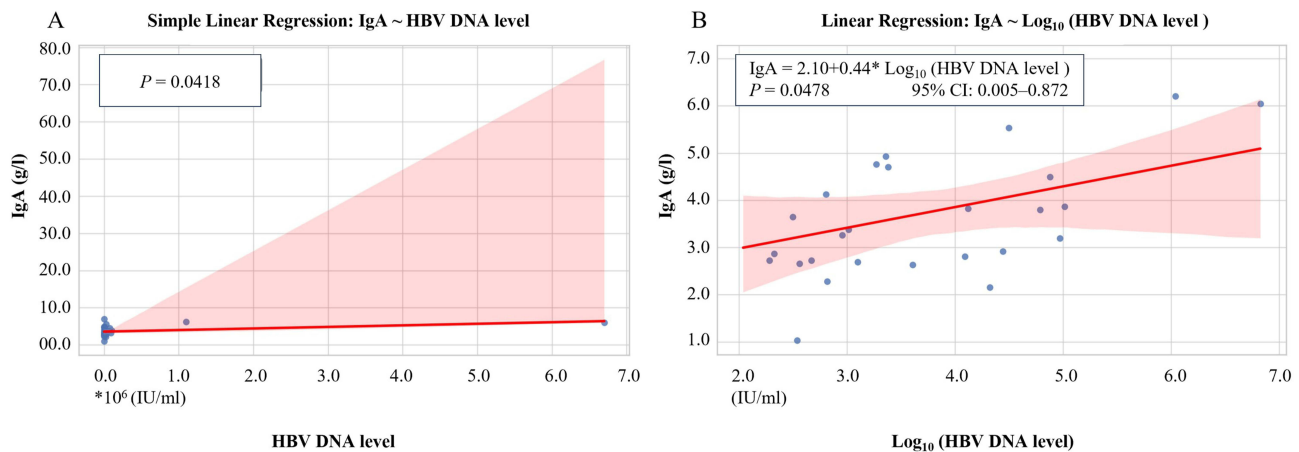 A
Simple Linear Regression: IgA ~ HBV DNA level
80.0
70.0
60.0
50.0
40.0
30.0
20.0
10.0
00.0
IgA (g/l)
P = 0.0418
0.0 1.0 2.0 3.0 4.0 5.0 6.0 7.0
*10⁶ (IU/ml)
HBV DNA level
B
Linear Regression: IgA ~ Log₁₀ (HBV DNA level )
7.0
6.0
5.0
4.0
3.0
2.0
1.0
IgA (g/l)
IgA = 2.10+0.44* Log₁₀ (HBV DNA level )
P = 0.0478 95% CI: 0.005–0.872
2.0 3.0 4.0 5.0 6.0 7.0
(IU/ml)
Log₁₀ (HBV DNA level)